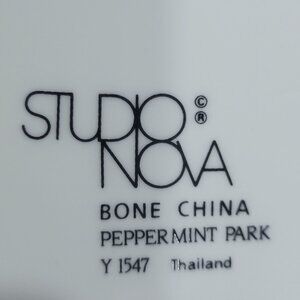 STUDIO ©
NOVA ®
BONE CHINA
PEPPERMINT PARK
Y 1547 Thailand